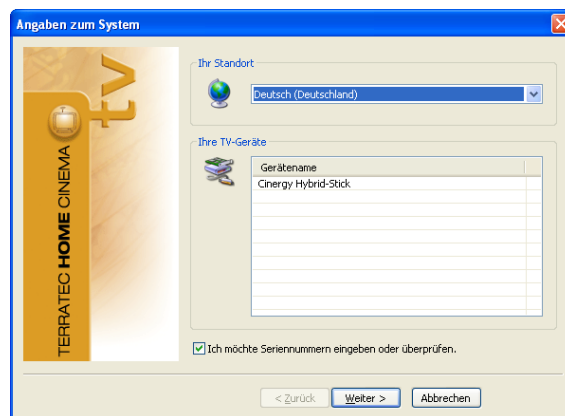 Angaben zum System
TERRATEC HOME CINEMA
tv
Ihr Standort
Deutsch (Deutschland)
Ihre TV-Geräte
Gerätename
Cinergy Hybrid-Stick
Ich möchte Seriennummern eingeben oder überprüfen.
< Zurück
Weiter >
Abbrechen